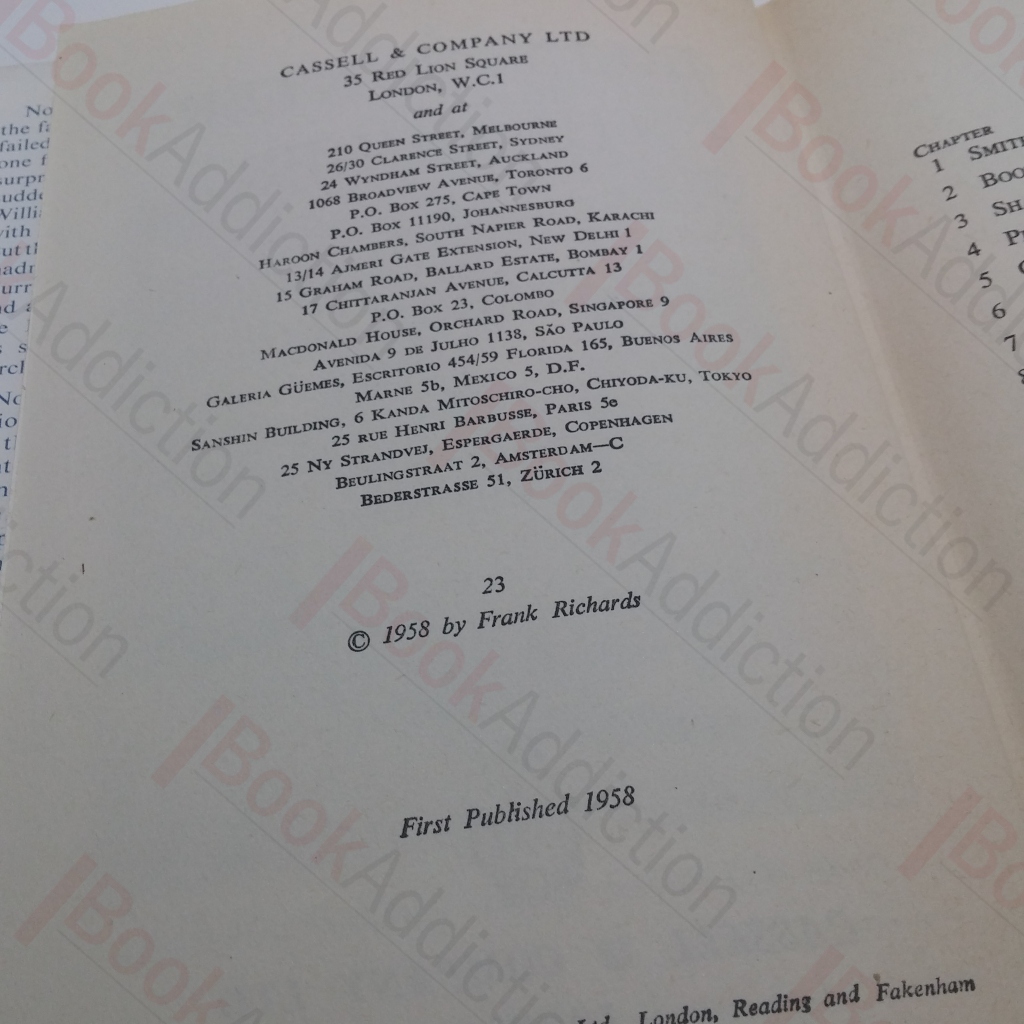 CASSELL & COMPANY LTD
35 RED LION SQUARE
LONDON, W.C.1
and at
210 QUEEN STREET, MELBOURNE
26/30 CLARENCE STREET, SYDNEY
24 WYNDHAM STREET, AUCKLAND
1068 BROADVIEW AVENUE, TORONTO 6
P.O. BOX 275, CAPE TOWN
P.O. BOX 11190, JOHANNESBURG
HAROON CHAMBERS, SOUTH NAPIER ROAD, KARACHI
13/14 AJMERI GATE EXTENSION, NEW DELHI 1
15 GRAHAM ROAD, BALLARD ESTATE, BOMBAY 1
17 CHITTARANJAN AVENUE, CALCUTTA 13
P.O. BOX 23, COLOMBO
MACDONALD HOUSE, ORCHARD ROAD, SINGAPORE 9
AVENIDA 9 DE JULHO 1138, SÃO PAULO
GALERIA GÜEMES, ESCRITORIO 454/59 FLORIDA 165, BUENOS AIRES
MARNE 5b, MEXICO 5, D.F.
SANSHIN BUILDING, 6 KANDA MITOSCHIRO-CHO, CHIYODA-KU, TOKYO
25 RUE HENRI BARBUSSE, PARIS 5e
25 NY STRANDVEJ, ESPERGAERDE, COPENHAGEN
BEULINGSTRAAT 2, AMSTERDAM—C
BEDERSTRASSE 51, ZÜRICH 2
23
© 1958 by Frank Richards
First Published 1958
Ltd., London, Reading and Fakenham
CHAPTER
1 SMITH
2 BOO
3 SH
4 P
5
6
7
8
BookAddiction